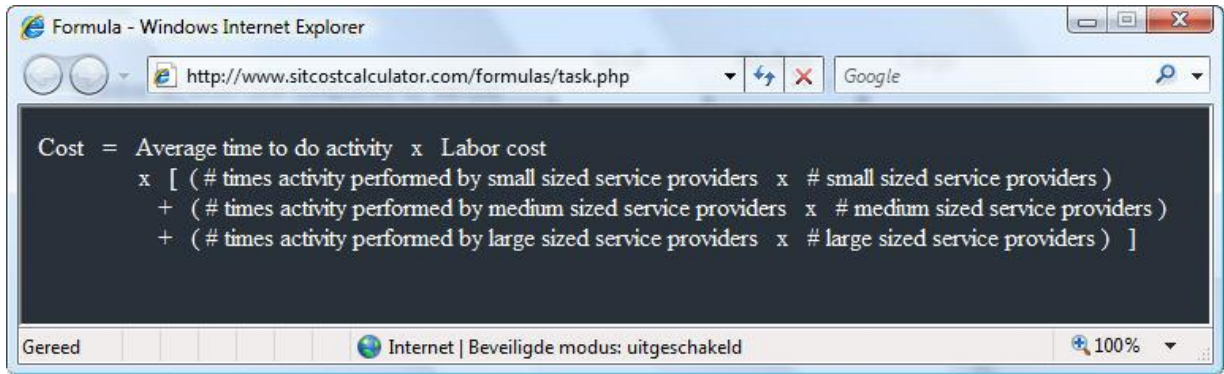 Formula - Windows Internet Explorer
http://www.sitcostcalculator.com/formulas/task.php
Google
Cost = Average time to do activity x Labor cost
x [ ( # times activity performed by small sized service providers x # small sized service providers )
+ ( # times activity performed by medium sized service providers x # medium sized service providers )
+ ( # times activity performed by large sized service providers x # large sized service providers ) ]
Gereed
Internet | Beveiligde modus: uitgeschakeld
100%